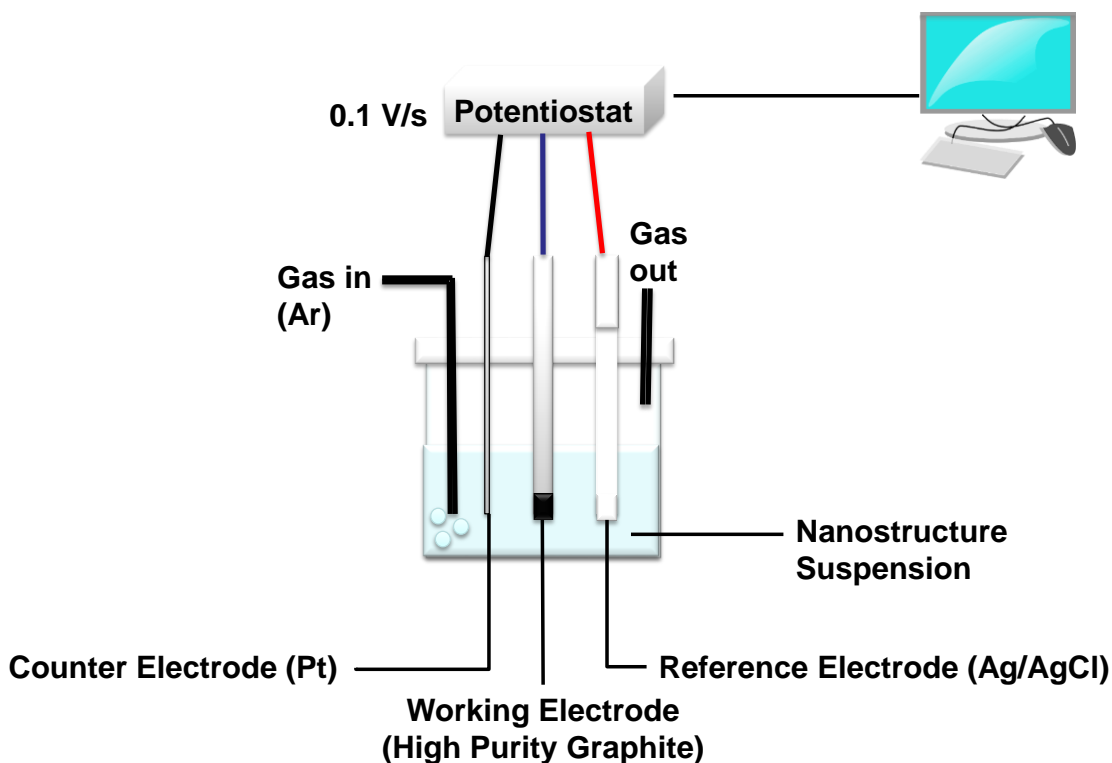 0.1 V/s
Potentiostat
Gas in
(Ar)
Gas
out
Nanostructure
Suspension
Counter Electrode (Pt)
Reference Electrode (Ag/AgCl)
Working Electrode
(High Purity Graphite)